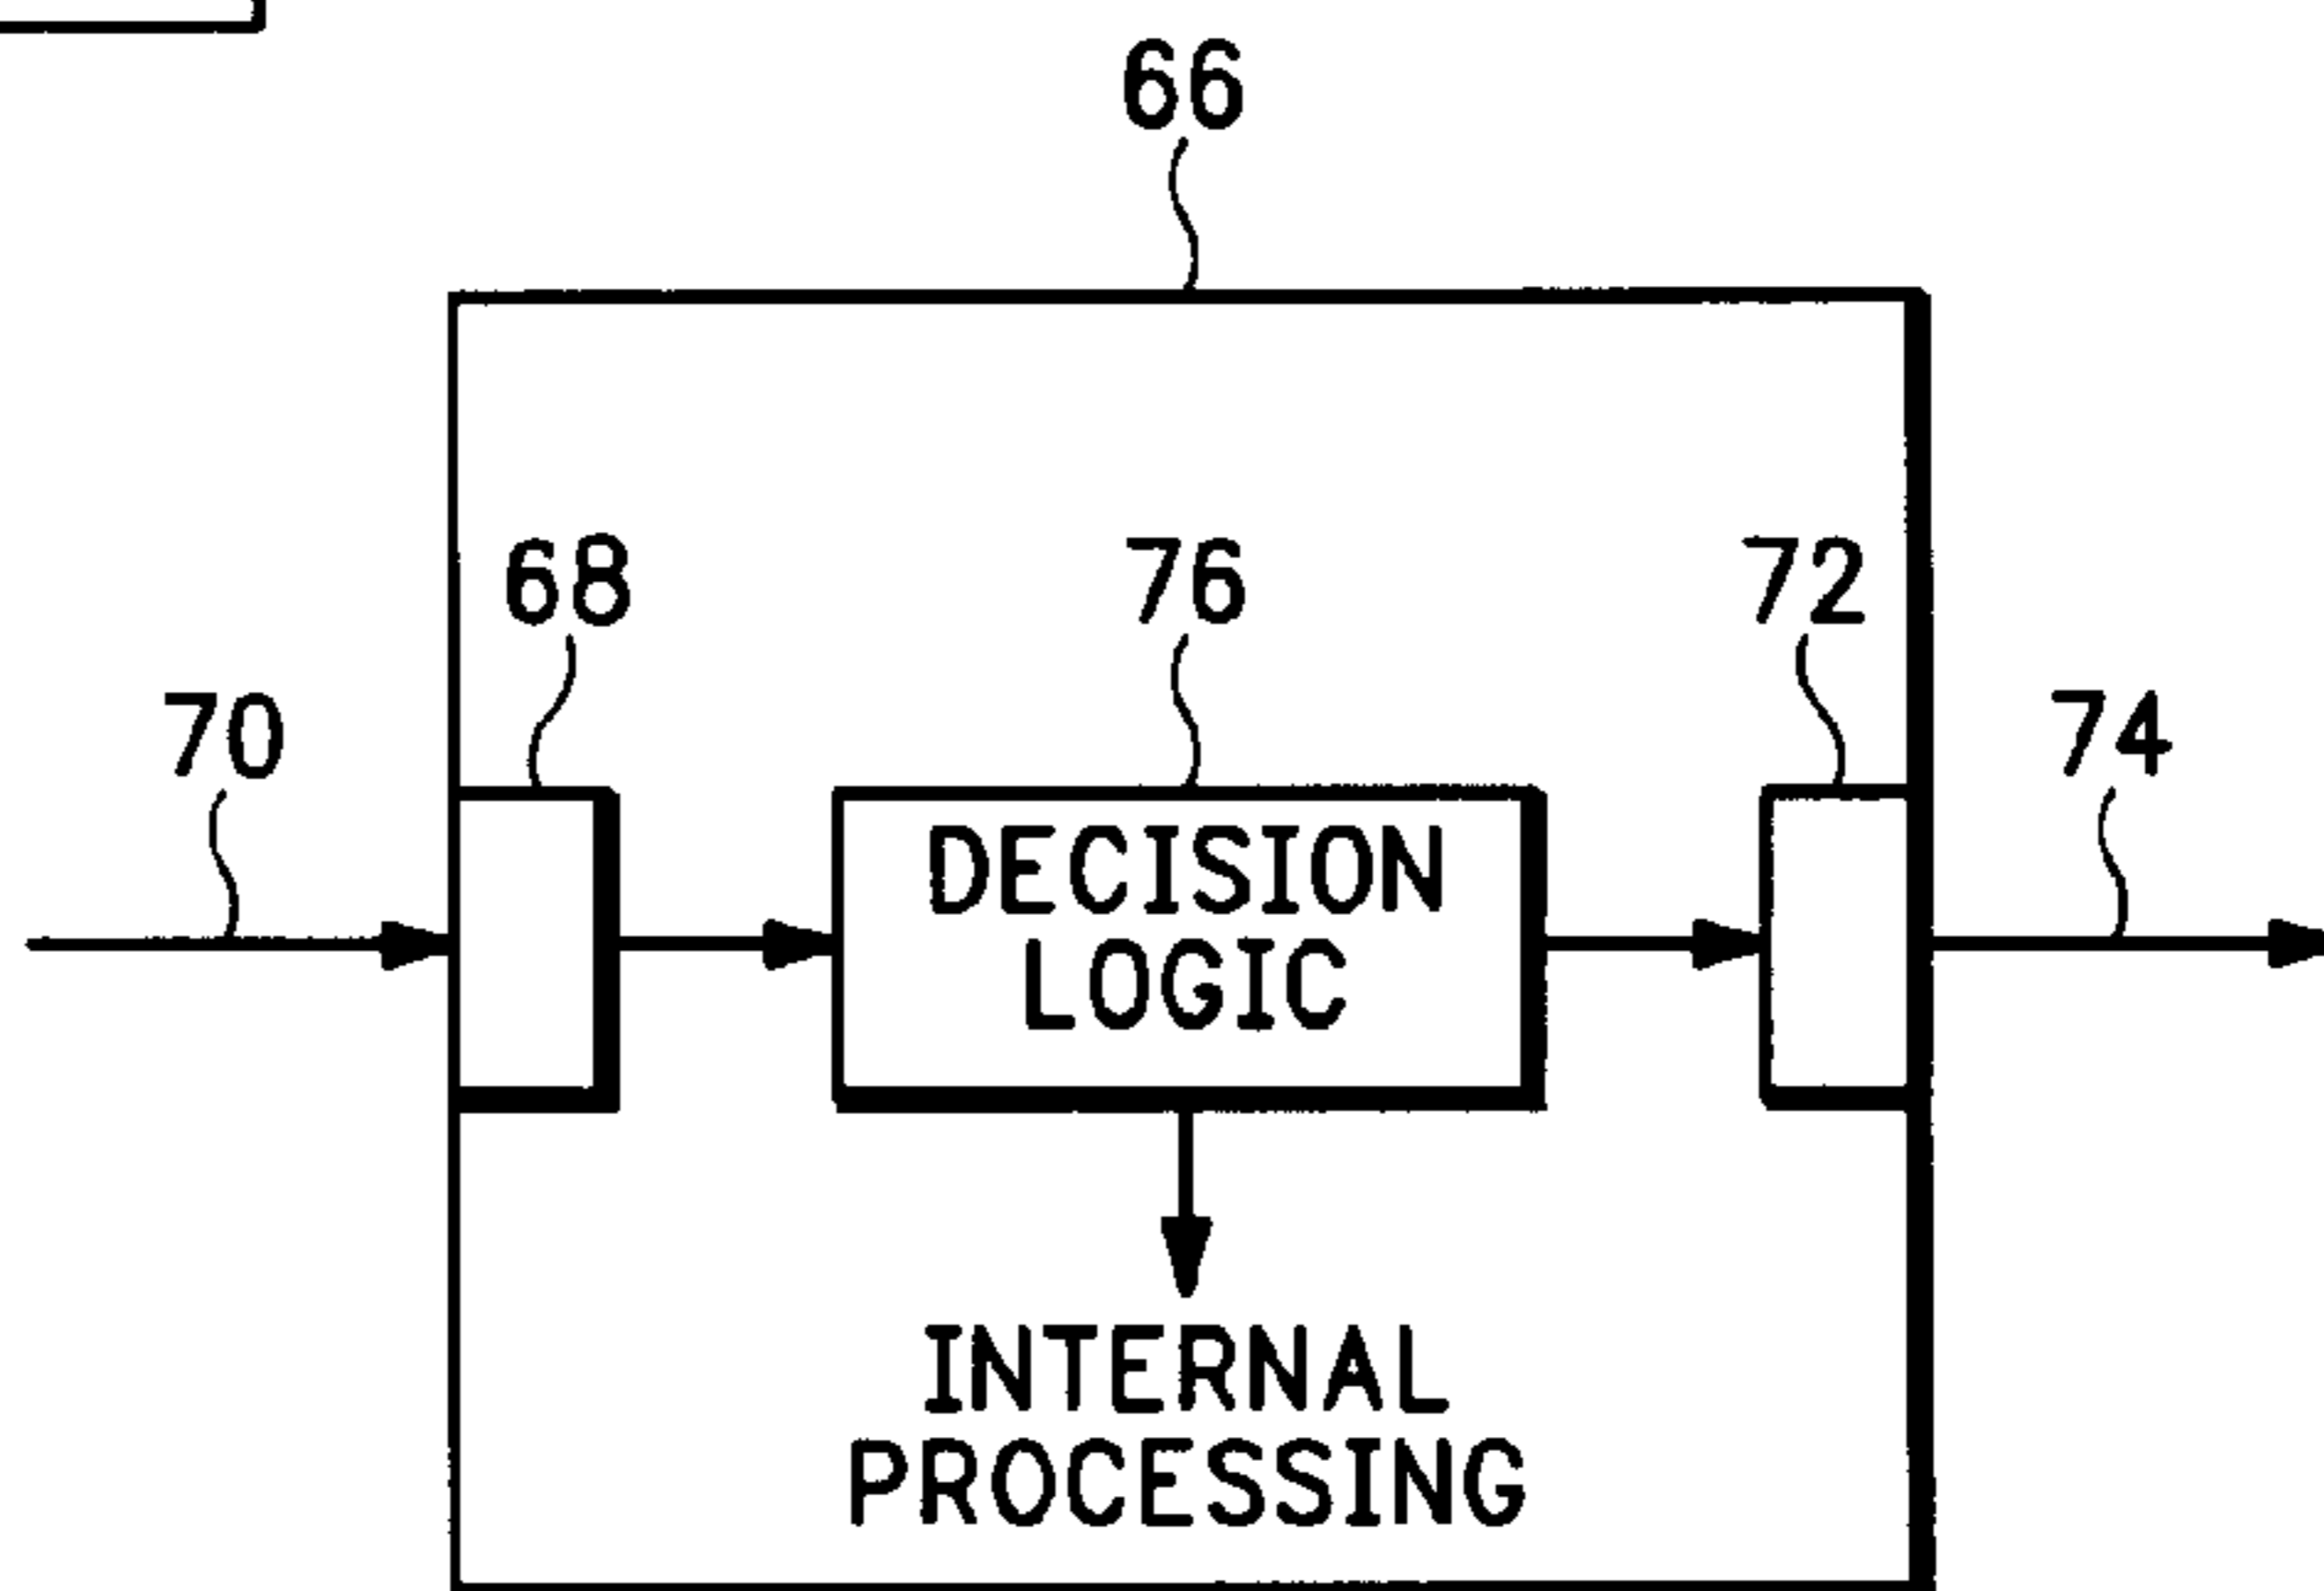 66
68
76
72
70
74
DECISION
LOGIC
INTERNAL
PROCESSING